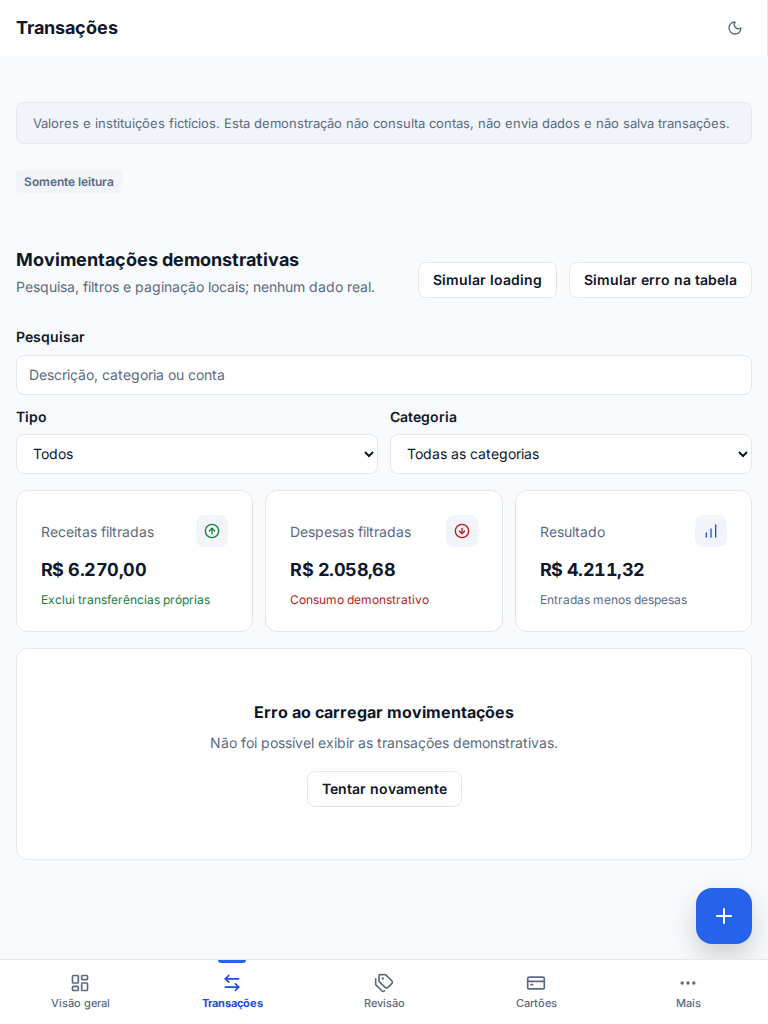 Transações
Valores e instituições fictícios. Esta demonstração não consulta contas, não envia dados e não salva transações.
Somente leitura
Movimentações demonstrativas
Pesquisa, filtros e paginação locais; nenhum dado real.
Simular loading
Simular erro na tabela
Pesquisar
Descrição, categoria ou conta
Tipo
Categoria
Todos
Todas as categorias
Receitas filtradas
R$ 6.270,00
Exclui transferências próprias
Despesas filtradas
R$ 2.058,68
Consumo demonstrativo
Resultado
R$ 4.211,32
Entradas menos despesas
Erro ao carregar movimentações
Não foi possível exibir as transações demonstrativas.
Tentar novamente
Visão geral
Transações
Revisão
Cartões
Mais